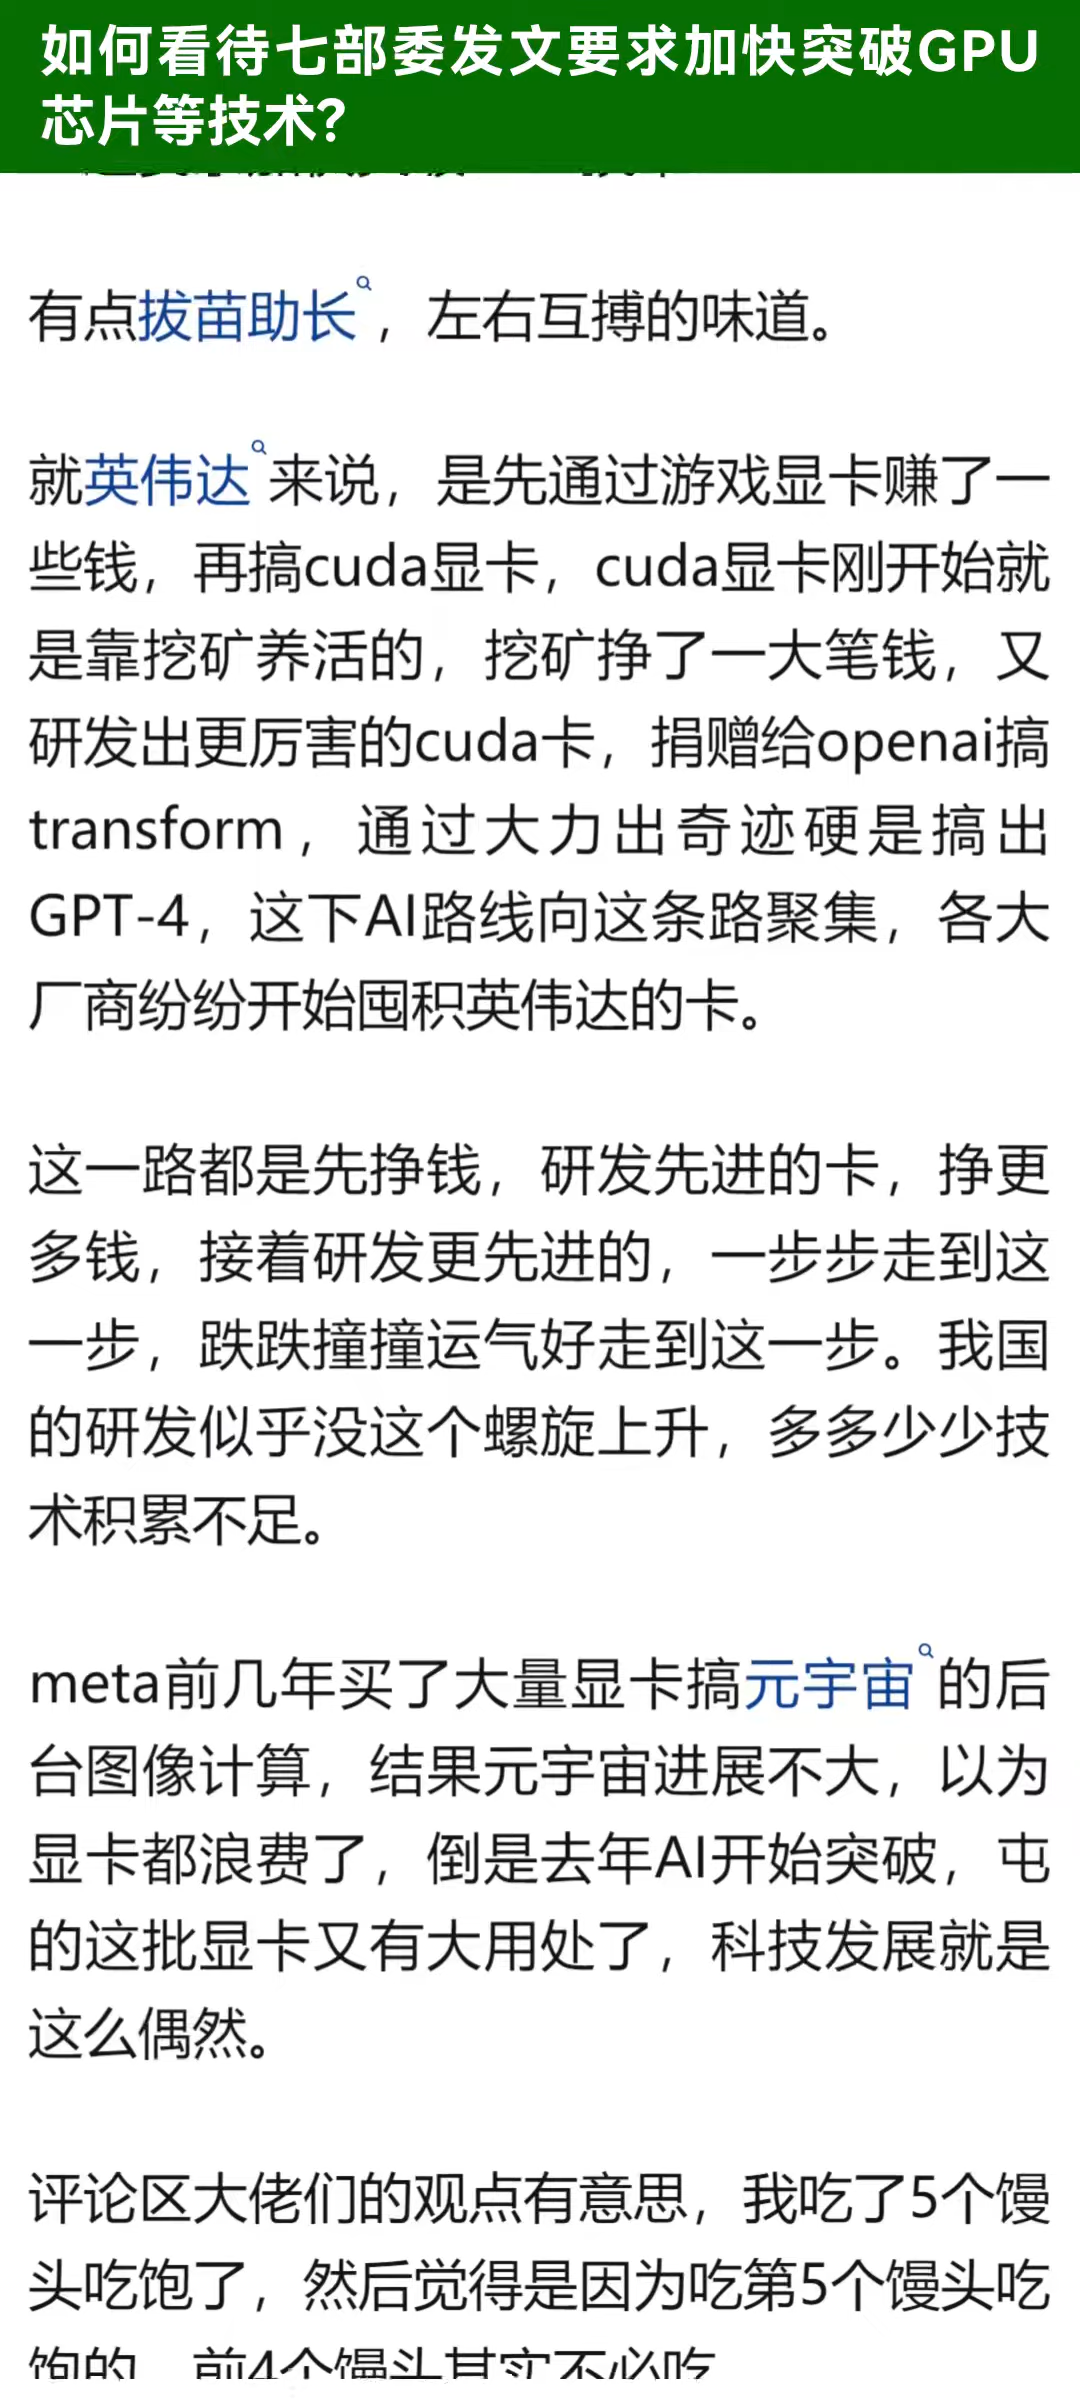 如何看待七部委发文要求加快突破GPU
芯片等技术？
有点拔苗助长，左右互搏的味道。
就英伟达来说，是先通过游戏显卡赚了一
些钱，再搞cuda显卡，cuda显卡刚开始就
是靠挖矿养活的，挖矿挣了一大笔钱，又
研发出更厉害的cuda卡，捐赠给openai搞
transform，通过大力出奇迹硬是搞出
GPT-4，这下AI路线向这条路聚集，各大
厂商纷纷开始囤积英伟达的卡。
这一路都是先挣钱，研发先进的卡，挣更
多钱，接着研发更先进的，一步步走到这
一步，跌跌撞撞运气好走到这一步。我国
的研发似乎没这个螺旋上升，多多少少技
术积累不足。
meta前几年买了大量显卡搞元宇宙的后
台图像计算，结果元宇宙进展不大，以为
显卡都浪费了，倒是去年AI开始突破，屯
的这批显卡又有大用处了，科技发展就是
这么偶然。
评论区大佬们的观点有意思，我吃了5个馒
头吃饱了，然后觉得是因为吃第5个馒头吃
饱的，前4个馒头其实不必吃